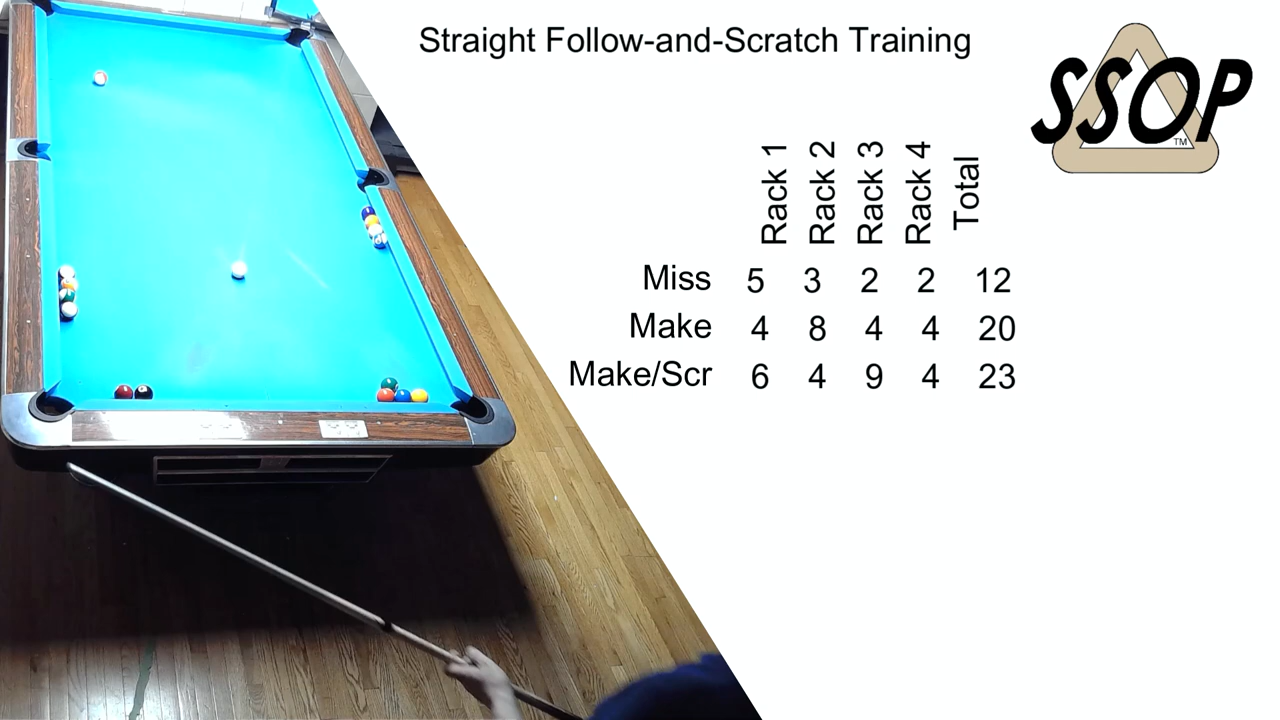 Straight Follow-and-Scratch Training
SSOP
TM
Rack 1 Rack 2 Rack 3 Rack 4 Total
Miss 5 3 2 2 12
Make 4 8 4 4 20
Make/Scr 6 4 9 4 23